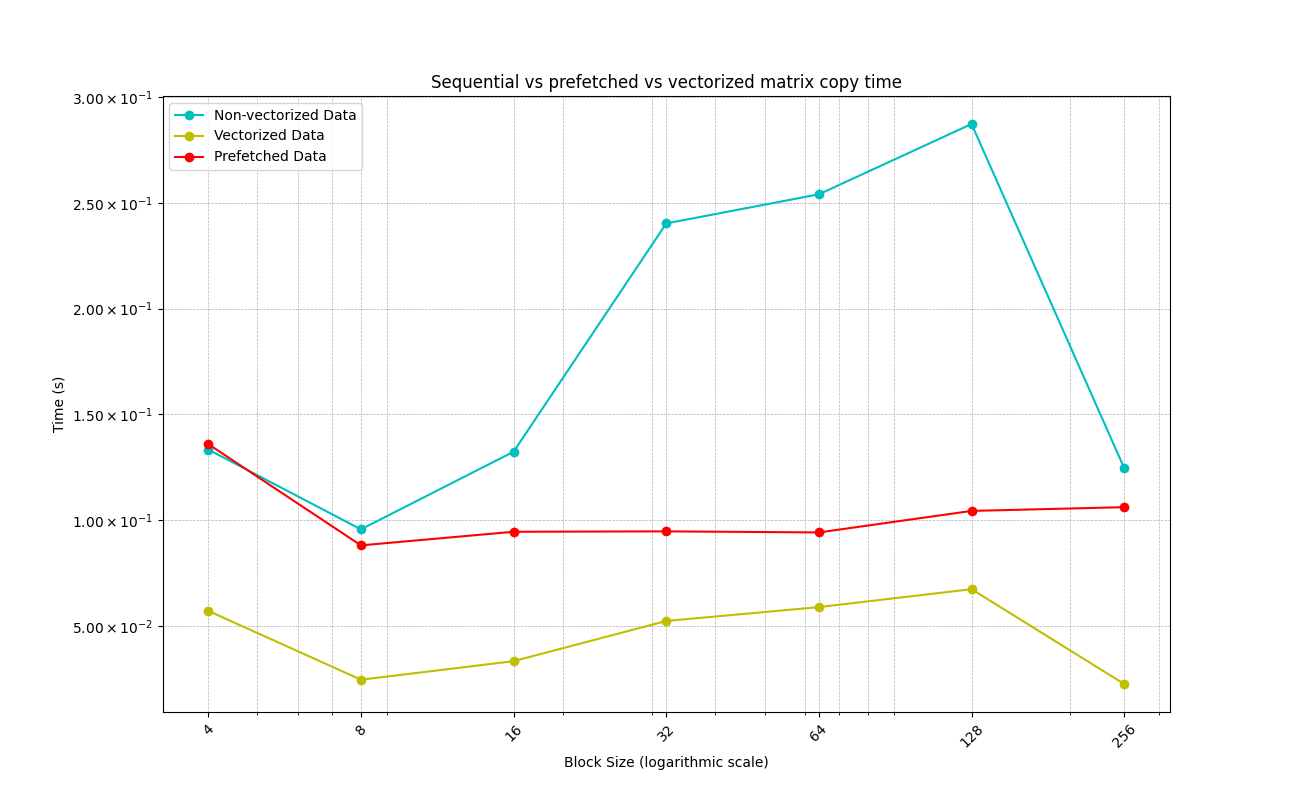 Sequential vs prefetched vs vectorized matrix copy time
3.00 × 10⁻¹
2.50 × 10⁻¹
2.00 × 10⁻¹
1.50 × 10⁻¹
1.00 × 10⁻¹
5.00 × 10⁻²
Time (s)
Non-vectorized Data
Vectorized Data
Prefetched Data
4 8 16 32 64 128 256
Block Size (logarithmic scale)